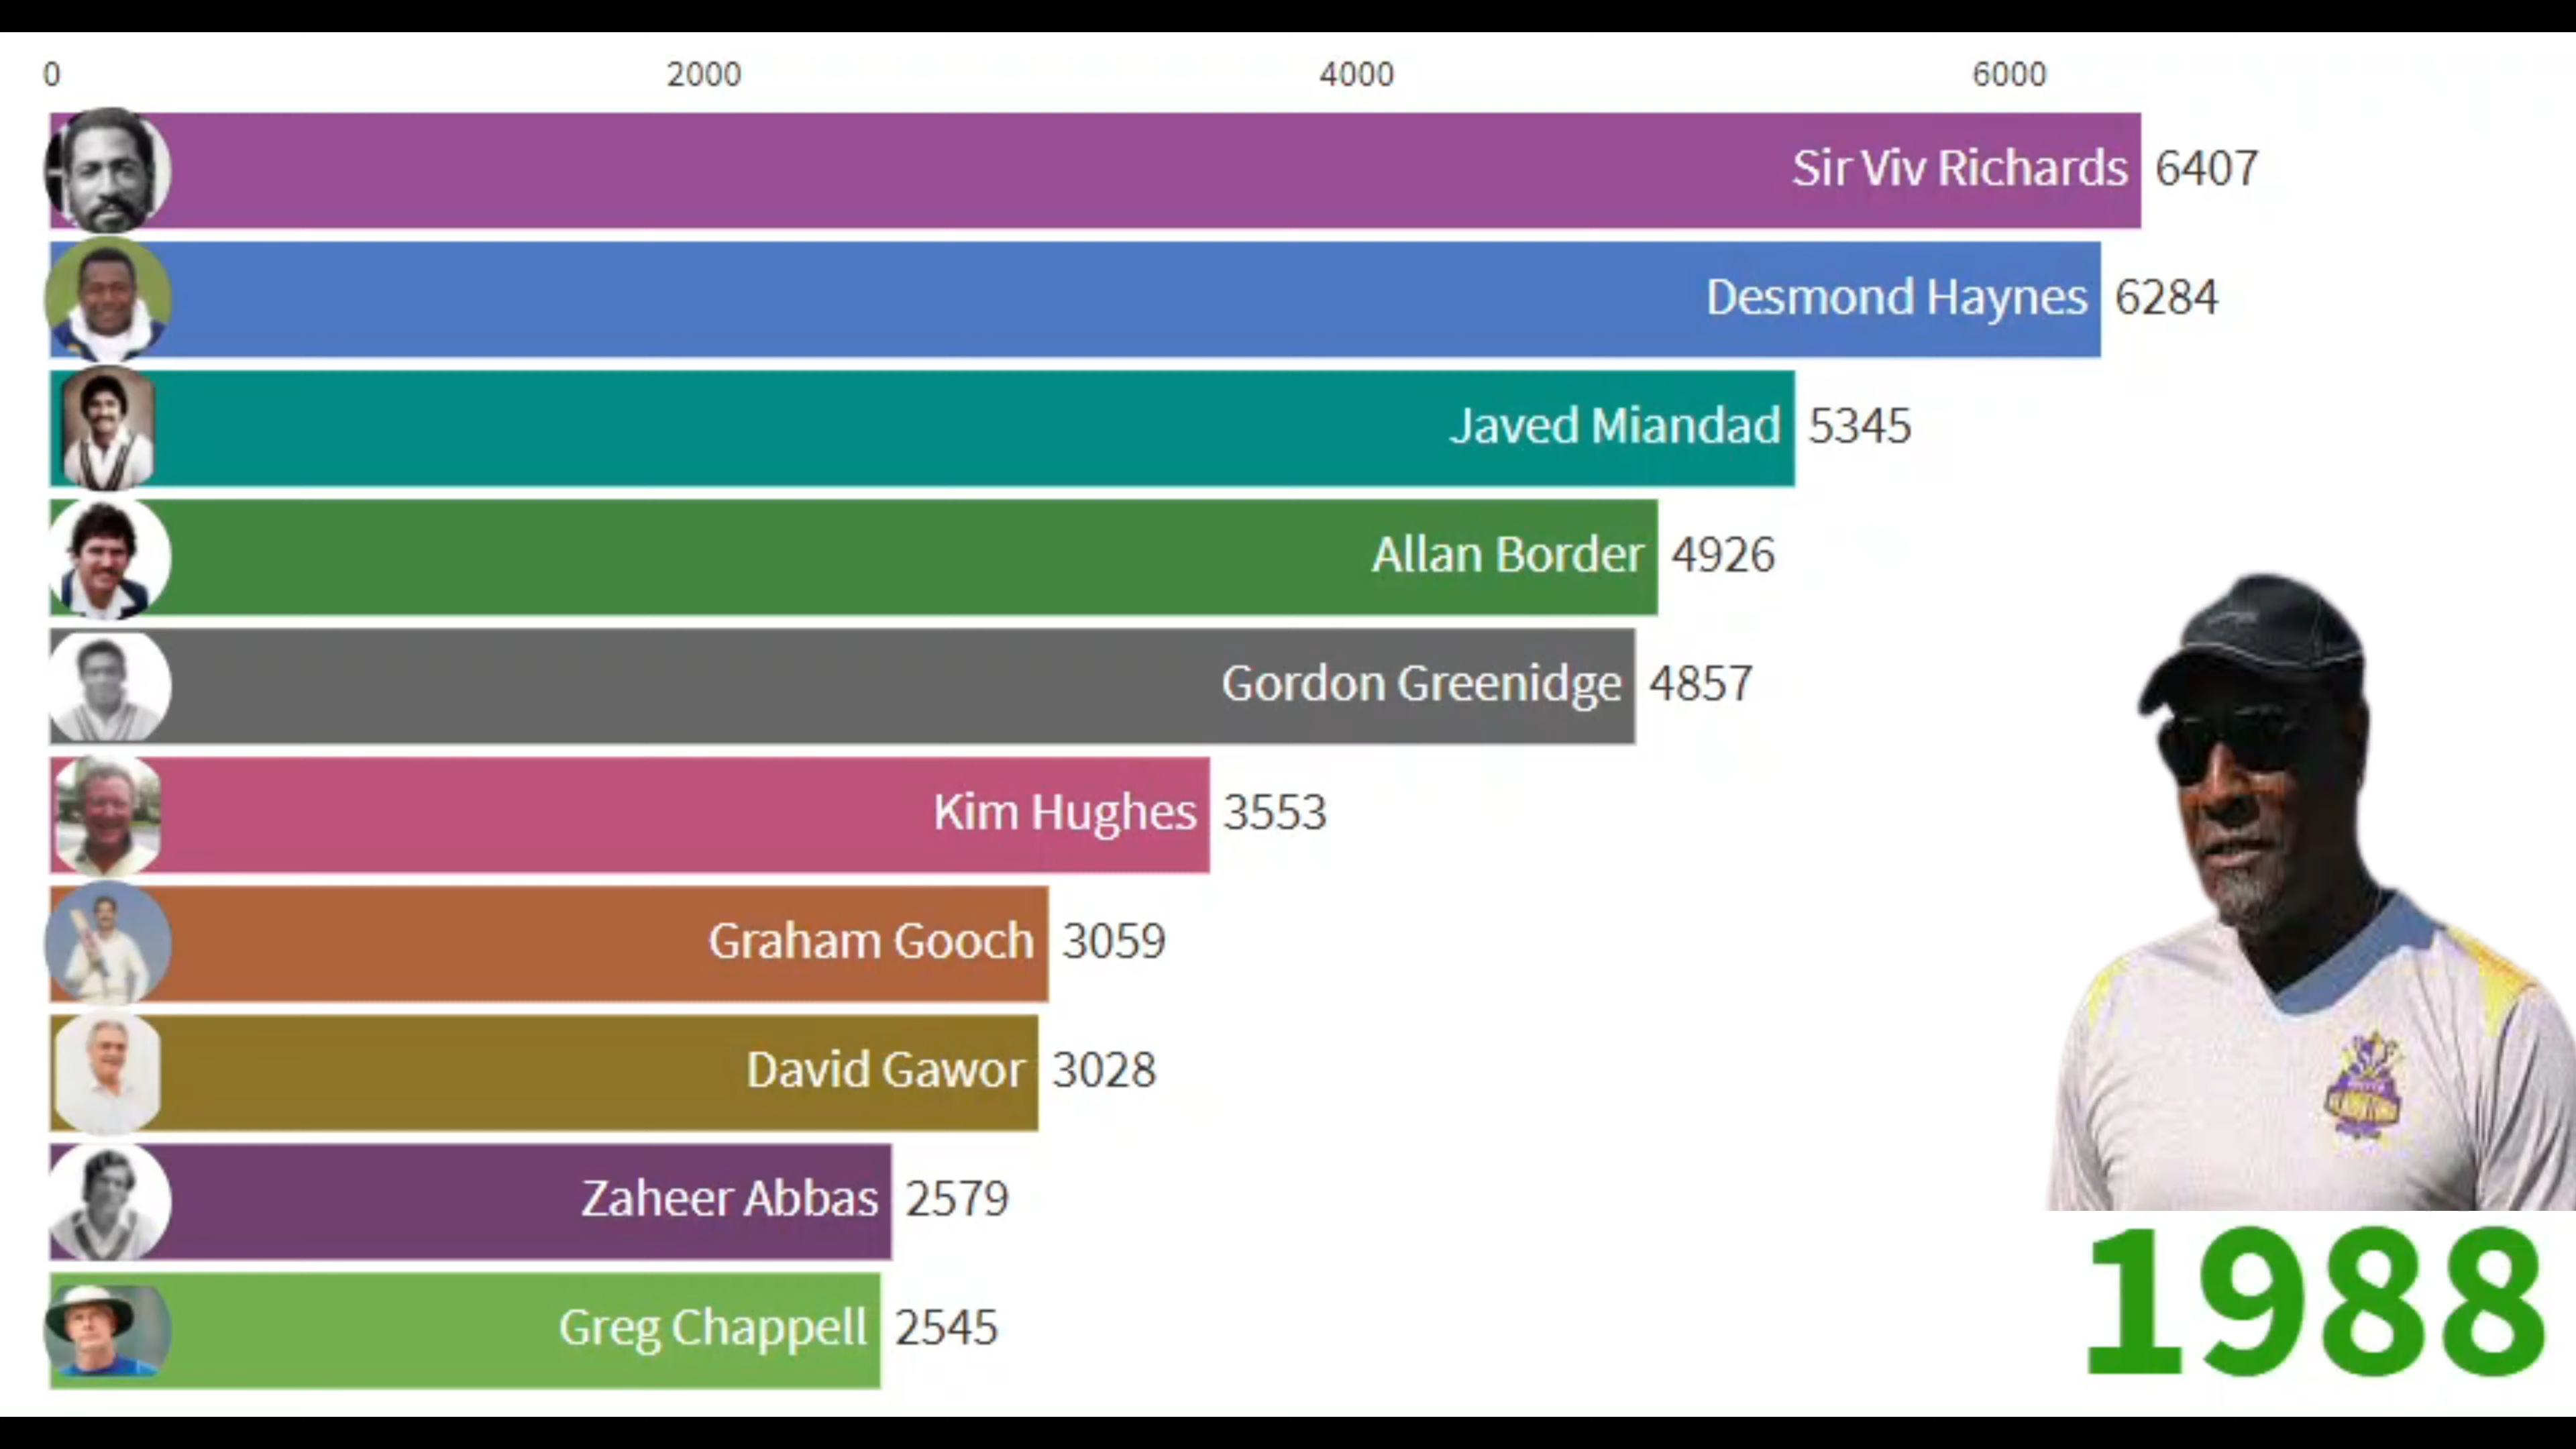 0 2000 4000 6000
Sir Viv Richards 6407
Desmond Haynes 6284
Javed Miandad 5345
Allan Border 4926
Gordon Greenidge 4857
Kim Hughes 3553
Graham Gooch 3059
David Gawor 3028
Zaheer Abbas 2579
Greg Chappell 2545
1988